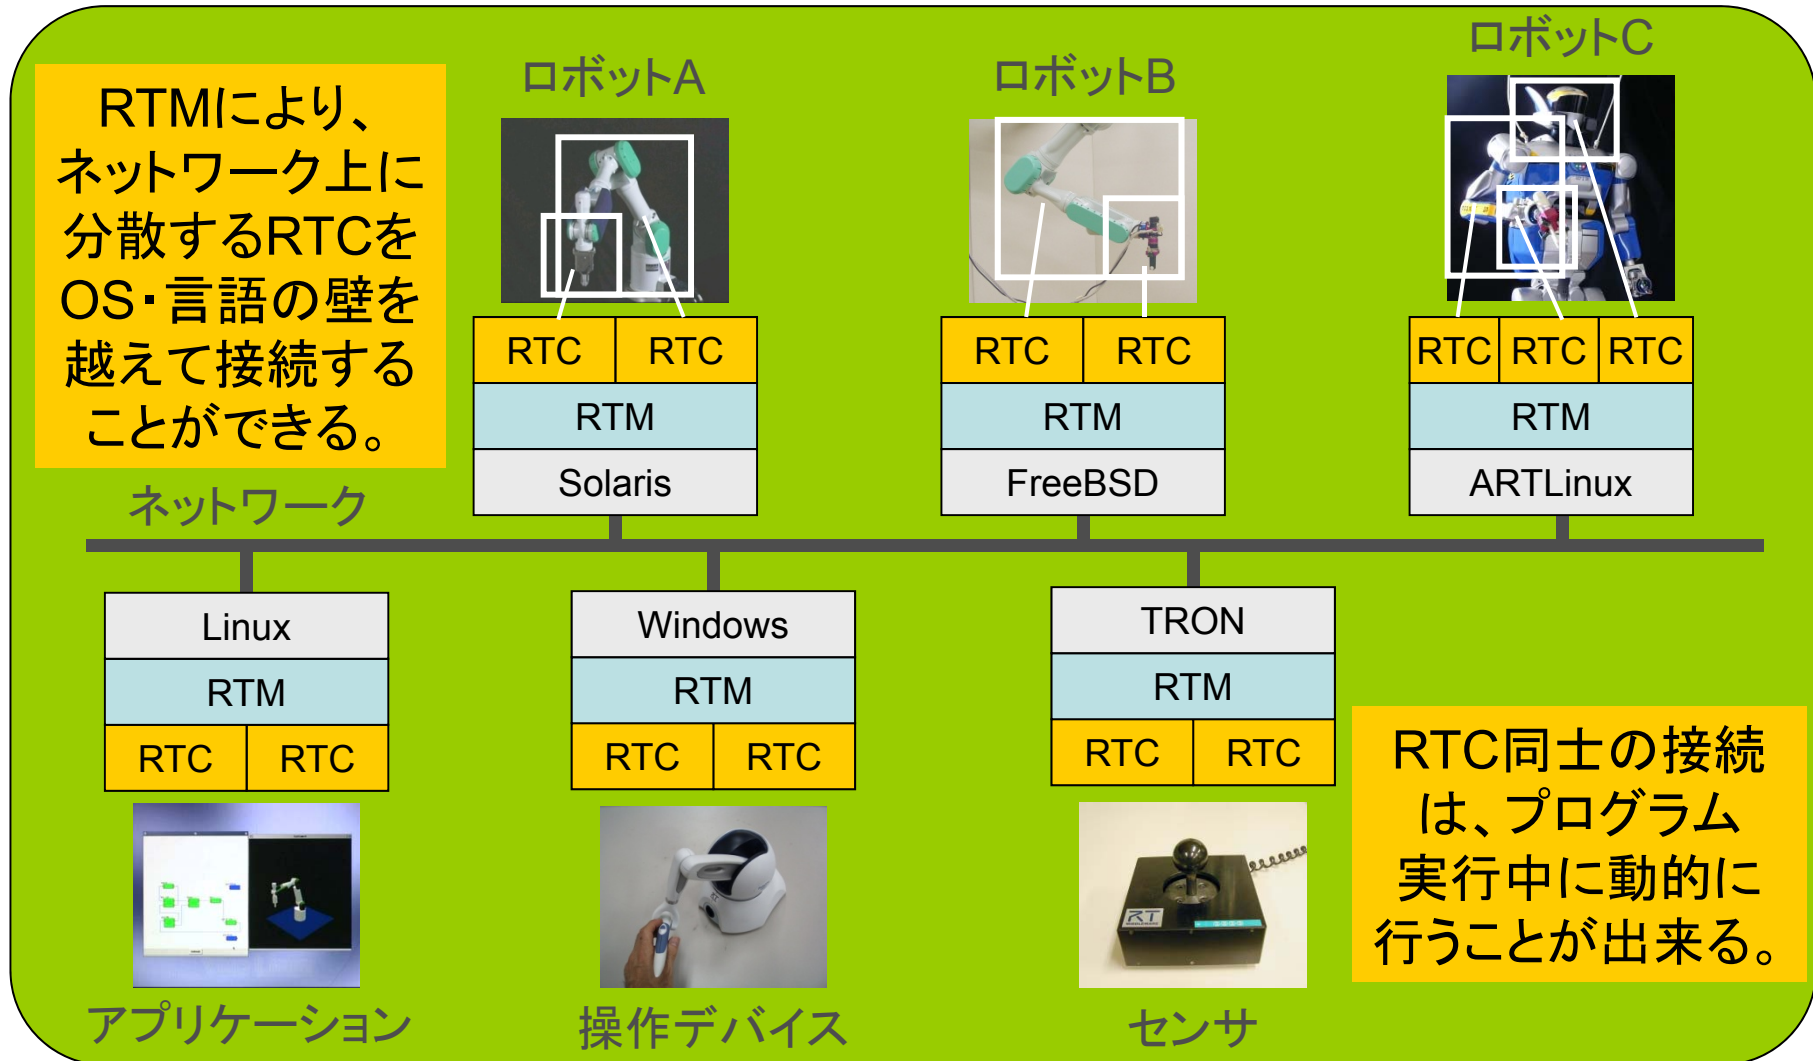 ロボットA
ロボットB
ロボットC
RTMにより、
ネットワーク上に
分散するRTCを
OS・言語の壁を
越えて接続する
ことができる。
RTC RTC
RTM
Solaris
RTC RTC
RTM
FreeBSD
RTC RTC RTC
RTM
ARTLinux
ネットワーク
Linux
RTM
RTC RTC
アプリケーション
Windows
RTM
RTC RTC
操作デバイス
TRON
RTM
RTC RTC
RT
センサ
RTC同士の接続
は、プログラム
実行中に動的に
行うことが出来る。